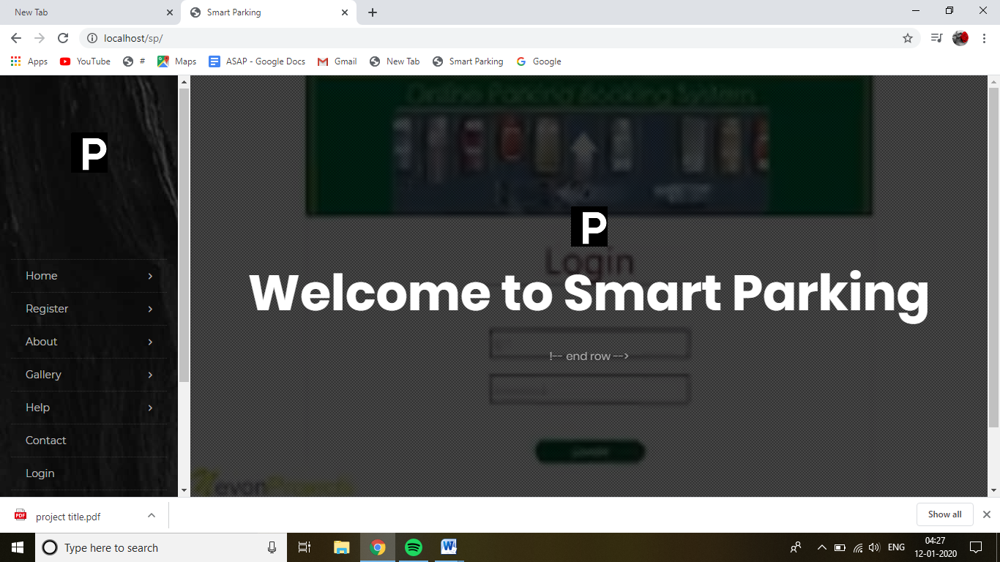 New Tab
Smart Parking
localhost/sp/
Apps YouTube # Maps ASAP - Google Docs Gmail New Tab Smart Parking Google
Online Parking Booking System
P
Home
Register
About
Gallery
Help
Contact
Login
P
Login
Welcome to Smart Parking
!-- end row -->
project title.pdf
Show all
Type here to search
ENG
04:27
12-01-2020